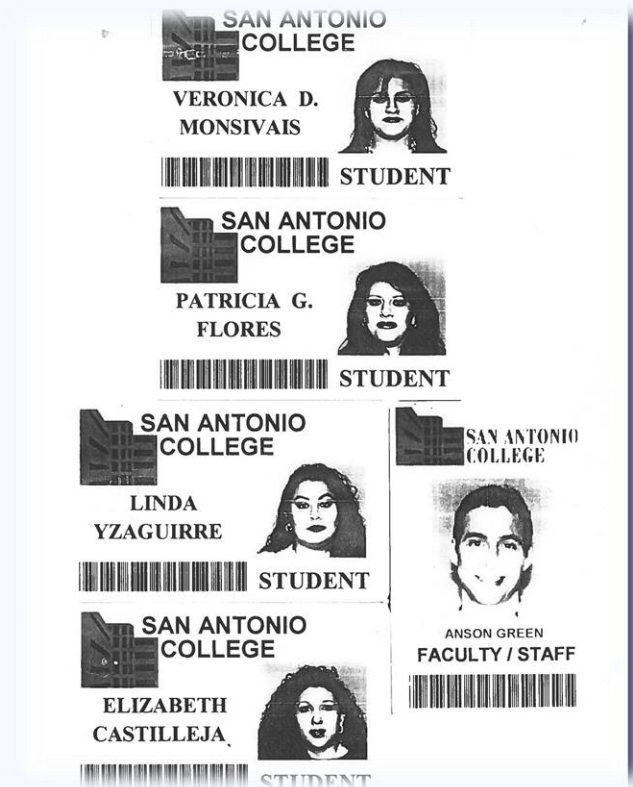 SAN ANTONIO
COLLEGE
VERONICA D.
MONSIVAIS
STUDENT
SAN ANTONIO
COLLEGE
PATRICIA G.
FLORES
STUDENT
SAN ANTONIO
COLLEGE
LINDA
YZAGUIRRE
STUDENT
SAN ANTONIO
COLLEGE
ANSON GREEN
FACULTY / STAFF
SAN ANTONIO
COLLEGE
ELIZABETH
CASTILLEJA
STUDENT